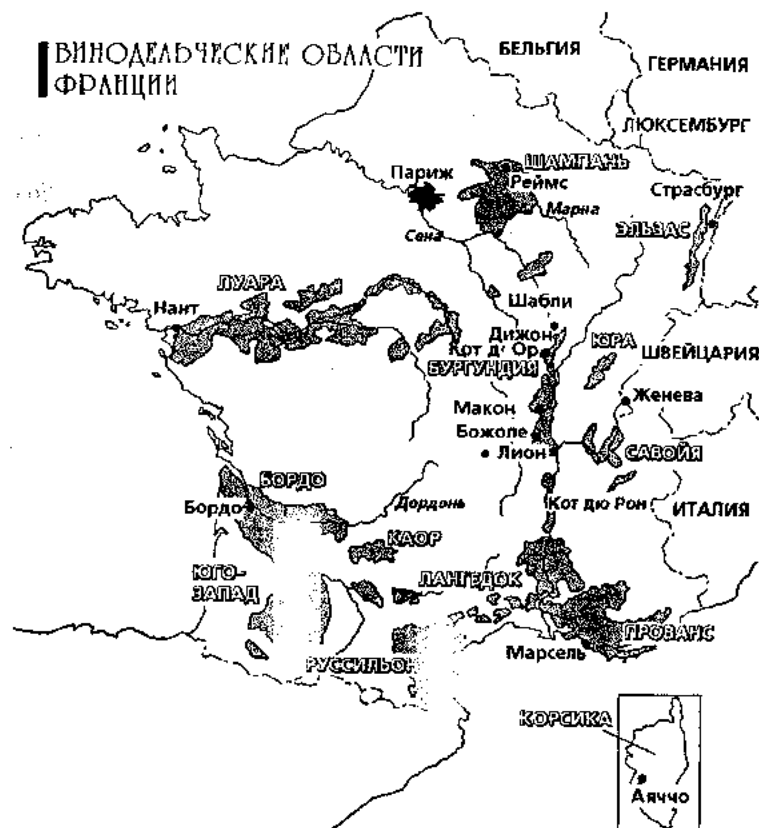 ВИНОДЕЛЬЧЕСКИЕ ОБЛАСТИ
ФРАНЦИИ
БЕЛЬГИЯ
ГЕРМАНИЯ
ЛЮКСЕМБУРГ
ШАМПАНЬ
Париж
Реймс
Страсбург
Марна
Сена
ЭЛЬЗАС
ЛУАРА
Нант
Шабли
Дижон
Кот д' Ор
БУРГУНДИЯ
ЮРА
ШВЕЙЦАРИЯ
Женева
Макон
Божоле
Лион
САВОЙЯ
БОРДО
Бордо
Дордонь
Кот дю Рон
ИТАЛИЯ
КАОР
ЮГО-
ЗАПАД
ЛАНГЕДОК
ПРОВАНС
Марсель
РУССИЛЬОН
КОРСИКА
Аяччо